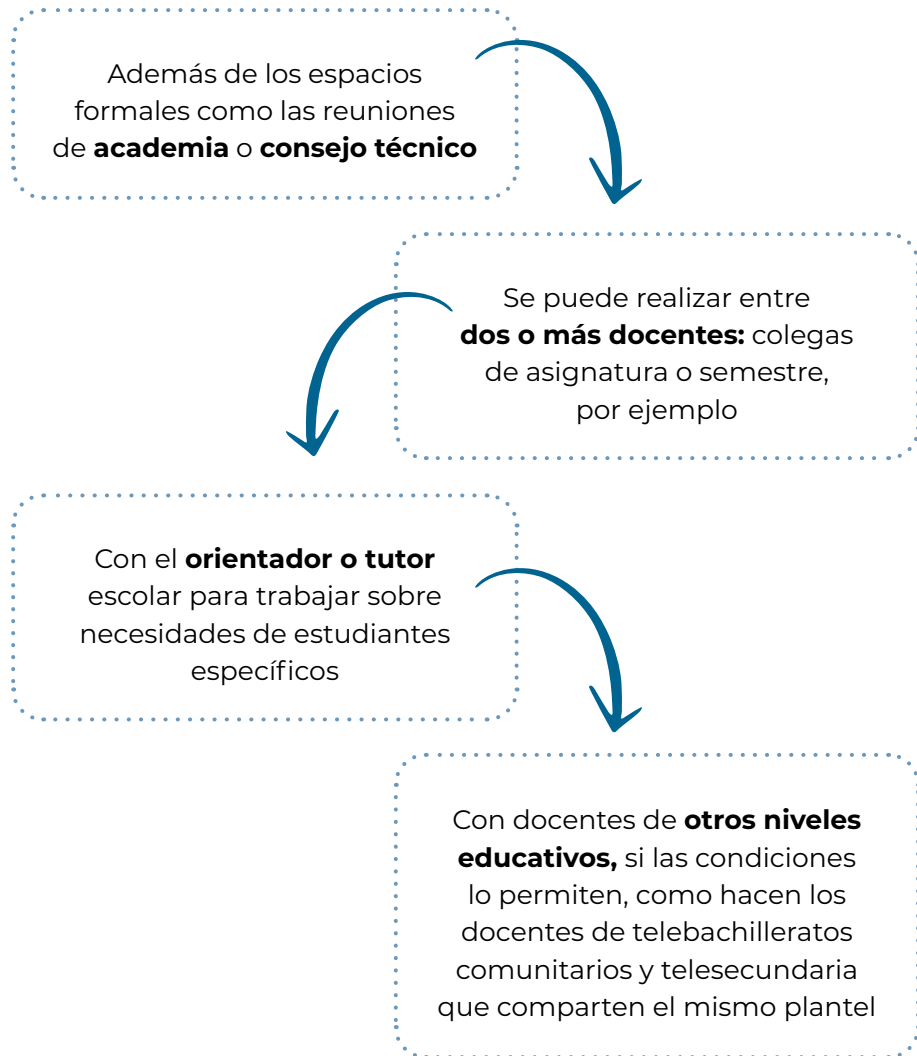 Además de los espacios
formales como las reuniones
de academia o consejo técnico
Se puede realizar entre
dos o más docentes: colegas
de asignatura o semestre,
por ejemplo
Con el orientador o tutor
escolar para trabajar sobre
necesidades de estudiantes
específicos
Con docentes de otros niveles
educativos, si las condiciones
lo permiten, como hacen los
docentes de telebachilleratos
comunitarios y telesecundaria
que comparten el mismo plantel